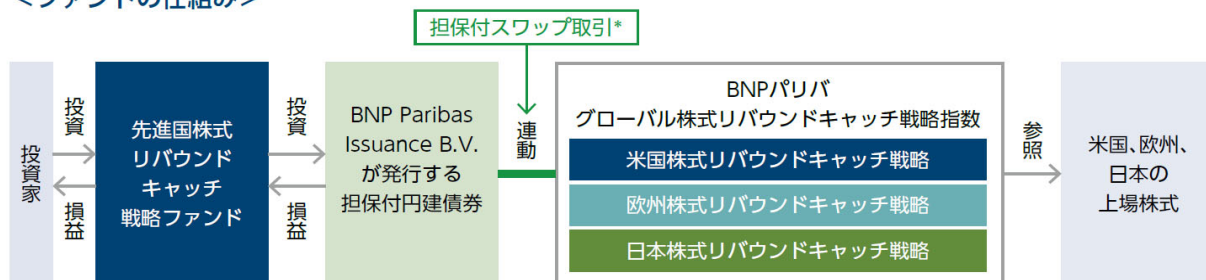 <ファンドの仕組み>
担保付スワップ取引*
投資家
投資
損益
先進国株式
リバウンド
キャッチ
戦略ファンド
投資
損益
BNP Paribas
Issuance B.V.
が発行する
担保付円建債券
連動
BNPパリバ
グローバル株式リバウンドキャッチ戦略指数
米国株式リバウンドキャッチ戦略
欧州株式リバウンドキャッチ戦略
日本株式リバウンドキャッチ戦略
参照
米国、欧州、
日本の
上場株式